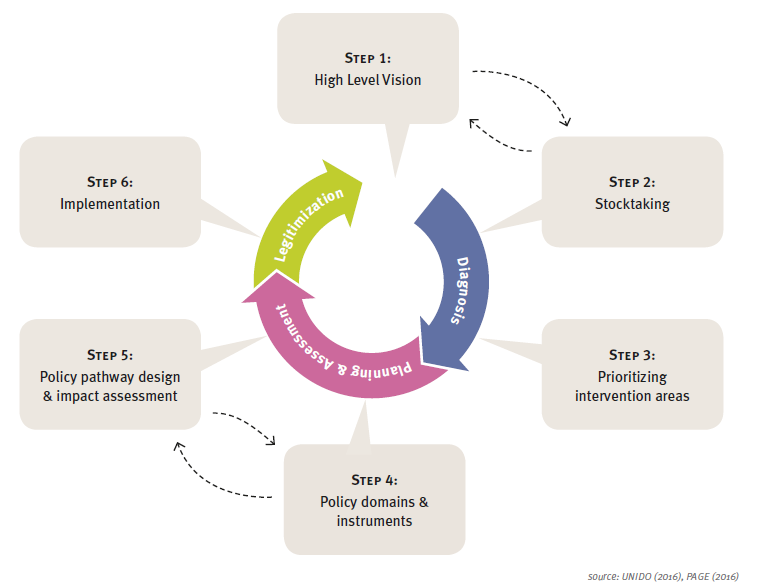 STEP 1:
High Level Vision
STEP 2:
Stocktaking
STEP 3:
Prioritizing
intervention areas
STEP 4:
Policy domains &
instruments
STEP 5:
Policy pathway design
& impact assessment
STEP 6:
Implementation
Diagnosis
Planning & Assessment
Legitimization
source: UNIDO (2016), PAGE (2016)